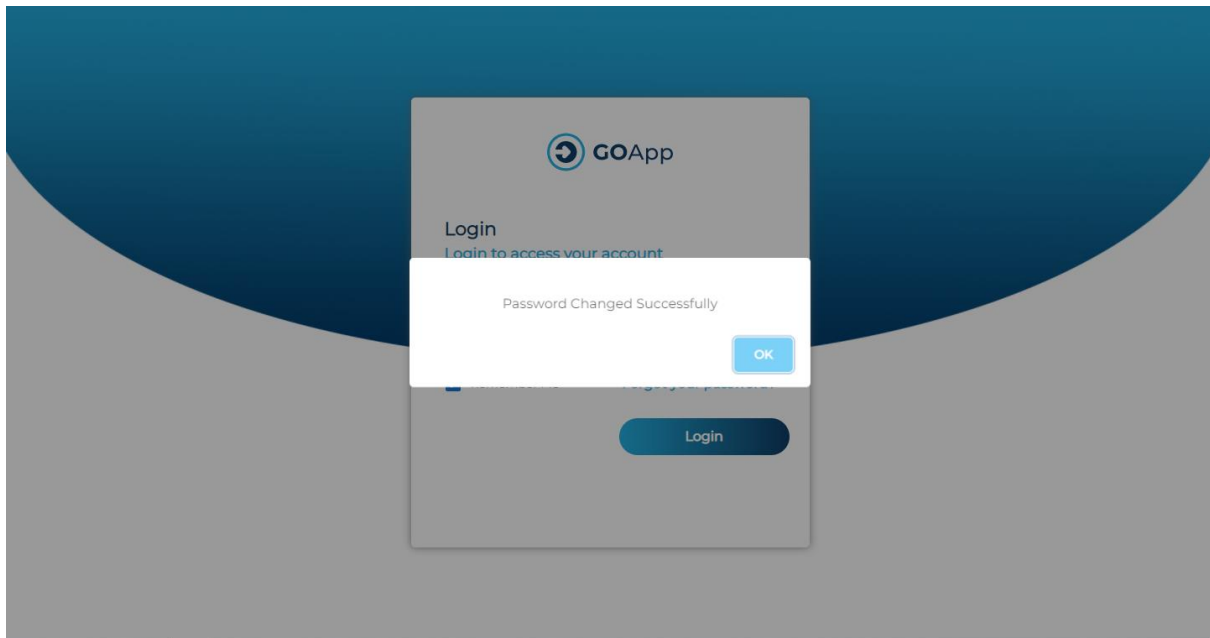 GOApp
Login
Login to access your account
Password Changed Successfully
OK
Login